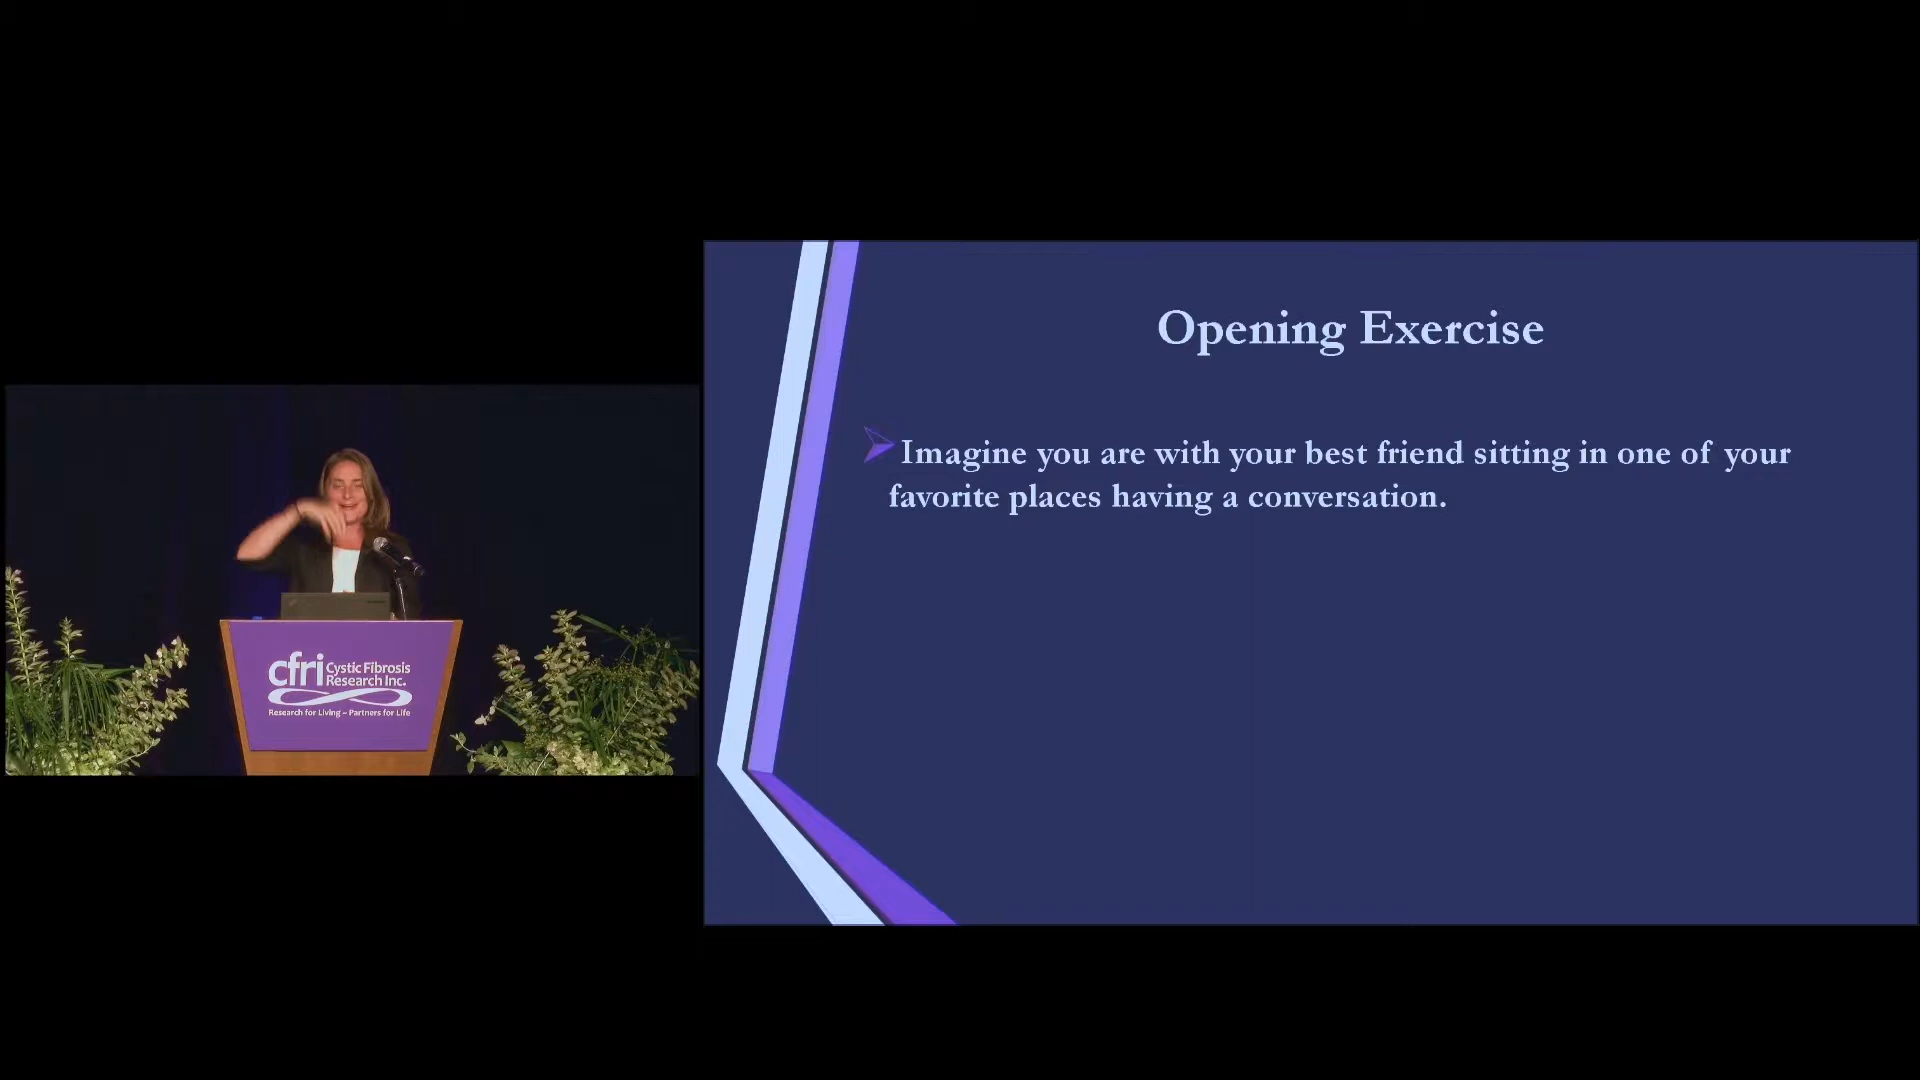 Opening Exercise
Imagine you are with your best friend sitting in one of your
favorite places having a conversation.
cfri Cystic Fibrosis
Research Inc.
Research for Living ~ Partners for Life